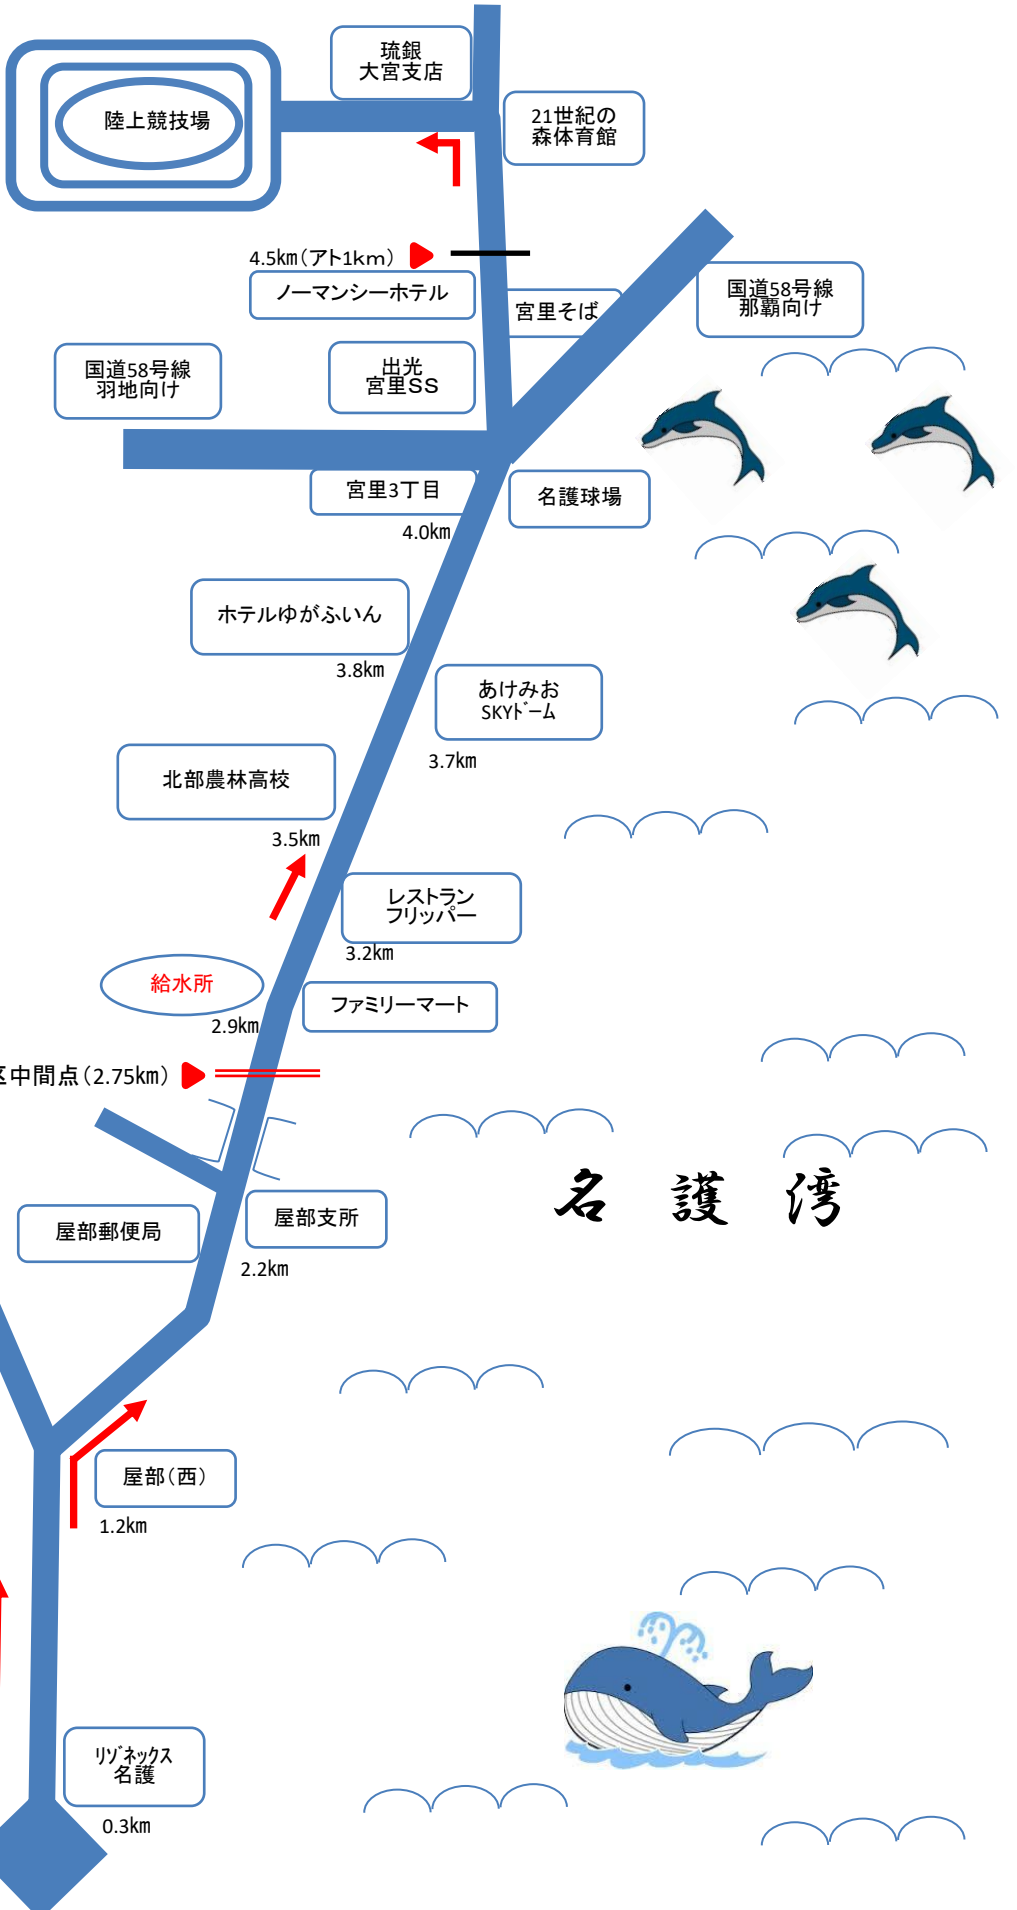 琉銀
大宮支店
陸上競技場
21世紀の
森体育館
4.5㎞(アト1km)
ノーマンシーホテル
宮里そば
国道58号線
那覇向け
国道58号線
羽地向け
出光
宮里SS
宮里3丁目
名護球場
4.0㎞
ホテルゆがふいん
3.8㎞
あけみお
SKYﾄﾞｰﾑ
3.7㎞
北部農林高校
3.5㎞
レストラン
フリッパー
3.2㎞
給水所
ファミリーマート
2.9㎞
区中間点(2.75㎞)
名 護 湾
屋部郵便局
屋部支所
2.2㎞
屋部(西)
1.2㎞
ﾘｿﾞﾈｯｸｽ
名護
0.3㎞